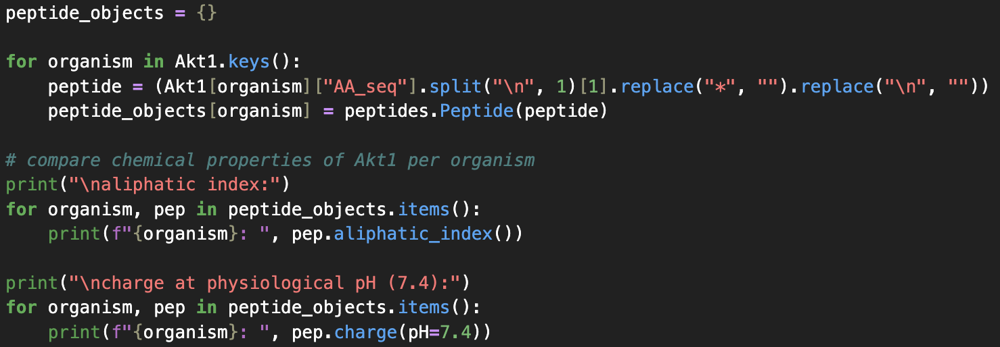 peptide_objects = {}
for organism in Akt1.keys():
    peptide = (Akt1[organism]["AA_seq"].split("\n", 1)[1].replace("*", "").replace("\n", ""))
    peptide_objects[organism] = peptides.Peptide(peptide)
# compare chemical properties of Akt1 per organism
print("\naliphatic index:")
for organism, pep in peptide_objects.items():
    print(f"{organism}: ", pep.aliphatic_index())
print("\ncharge at physiological pH (7.4):")
for organism, pep in peptide_objects.items():
    print(f"{organism}: ", pep.charge(pH=7.4))